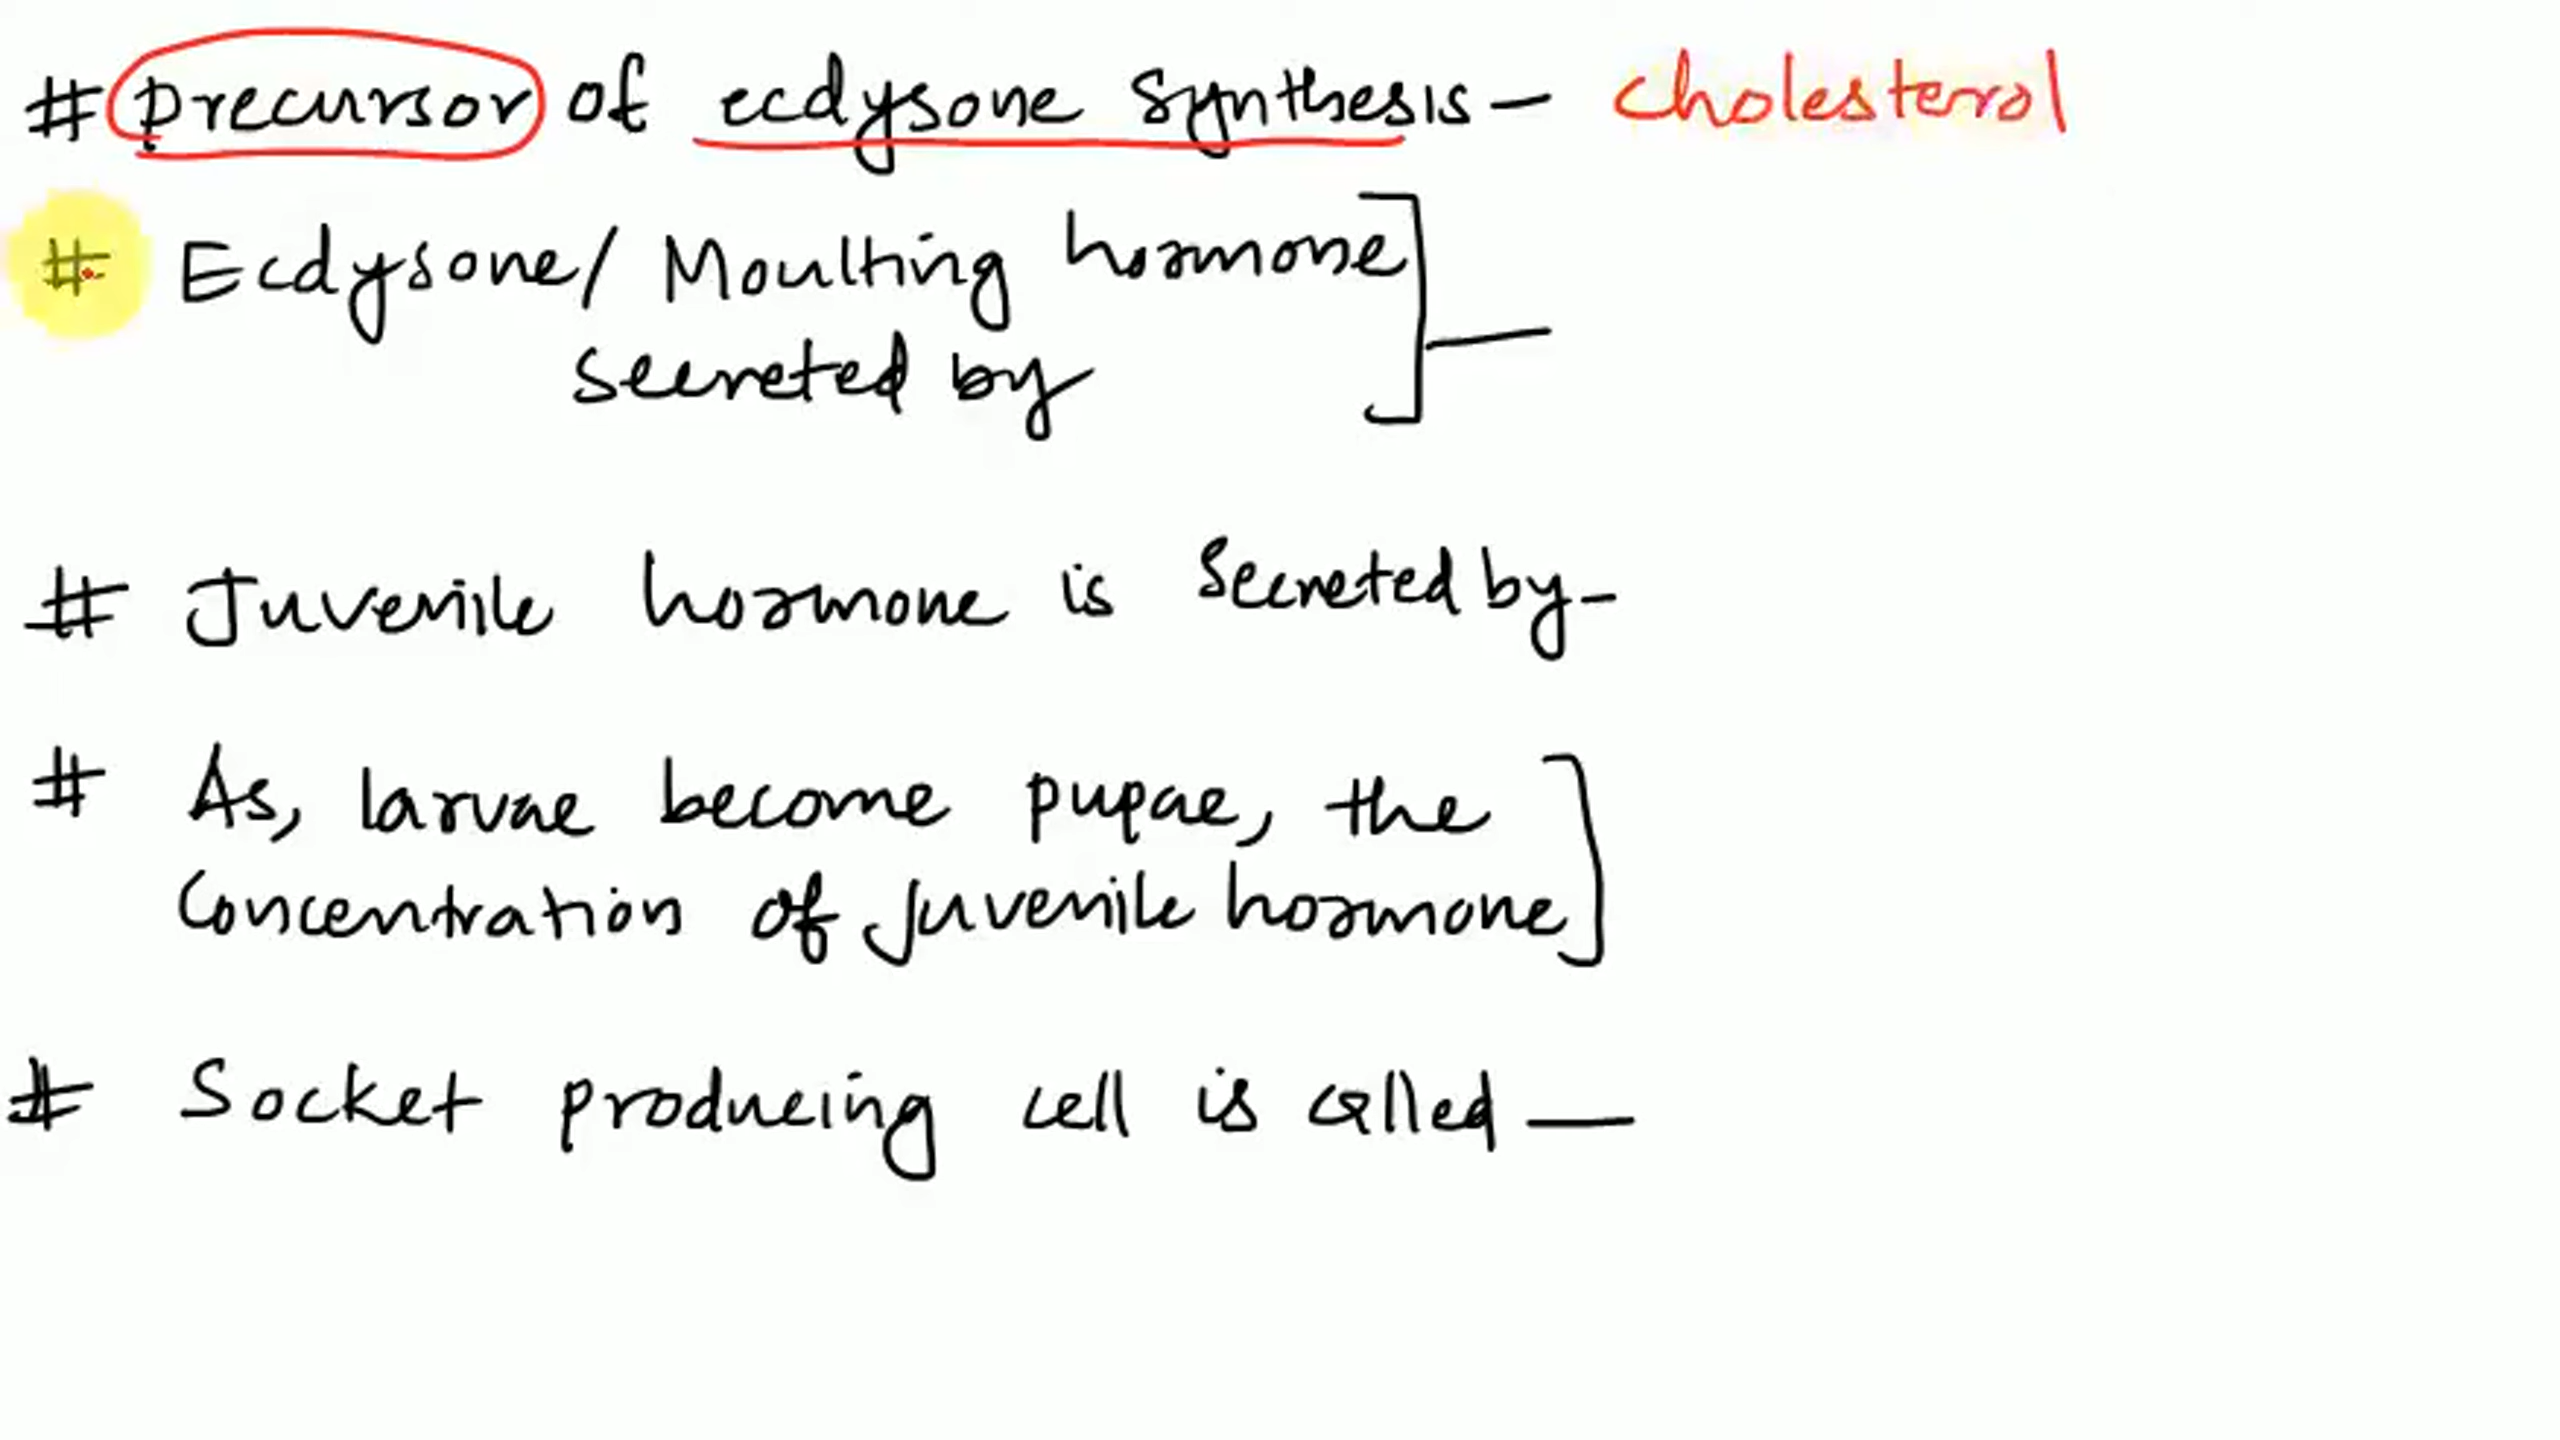 # Precursor of ecdysone synthesis - cholesterol
# Ecdysone / Moulting hormone
secreted by
# Juvenile hormone is secreted by -
# As, larvae become pupae, the
concentration of juvenile hormone
# Socket producing cell is called -